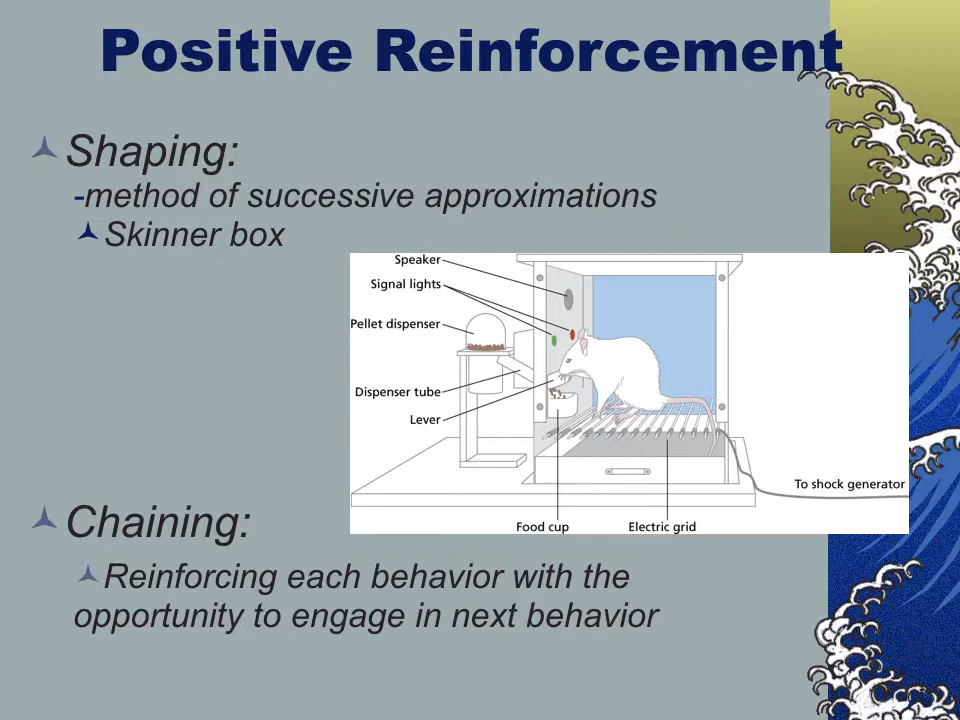 Positive Reinforcement
Shaping:
-method of successive approximations
Skinner box
Speaker
Signal lights
Pellet dispenser
Dispenser tube
Lever
To shock generator
Food cup
Electric grid
Chaining:
Reinforcing each behavior with the
opportunity to engage in next behavior